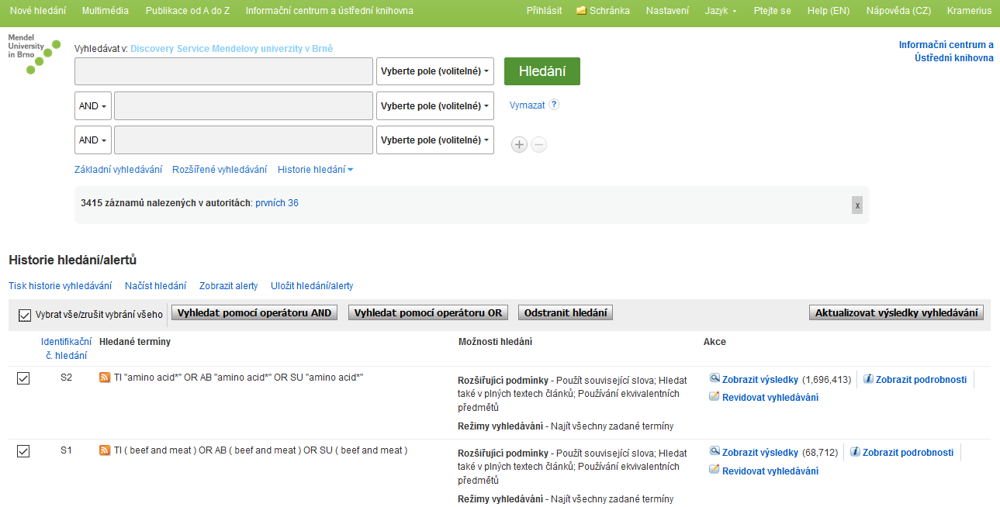 Nové hledání Multimédia Publikace od A do Z Informační centrum a ústřední knihovna Přihlásit Schránka Nastavení Jazyk Ptejte se Help (EN) Nápověda (CZ) Kramerius
Mendel
University
in Brno
Informační centrum a
Ústřední knihovna
Vyhledávat v: Discovery Service Mendelovy univerzity v Brně
Vyberte pole (volitelné) Hledání
AND Vyberte pole (volitelné) Vymazat ?
AND Vyberte pole (volitelné) + −
Základní vyhledávání Rozšířené vyhledávání Historie hledání
3415 záznamů nalezených v autoritách: prvních 36 x
Historie hledání/alertů
Tisk historie vyhledávání Načíst hledání Zobrazit alerty Uložit hledání/alerty
Vybrat vše/zrušit vybrání všeho Vyhledat pomocí operátoru AND Vyhledat pomocí operátoru OR Odstranit hledání Aktualizovat výsledky vyhledávání
Identifikační č. hledání Hledané termíny Možnosti hledání Akce
S2 TI "amino acid*" OR AB "amino acid*" OR SU "amino acid*"
Rozšiřující podmínky - Použít související slova; Hledat
také v plných textech článků; Používání ekvivalentních
předmětů
Režimy vyhledávání - Najít všechny zadané termíny
Zobrazit výsledky (1,696,413) Zobrazit podrobnosti
Revidovat vyhledávání
S1 TI ( beef and meat ) OR AB ( beef and meat ) OR SU ( beef and meat )
Rozšiřující podmínky - Použít související slova; Hledat
také v plných textech článků; Používání ekvivalentních
předmětů
Režimy vyhledávání - Najít všechny zadané termíny
Zobrazit výsledky (68,712) Zobrazit podrobnosti
Revidovat vyhledávání